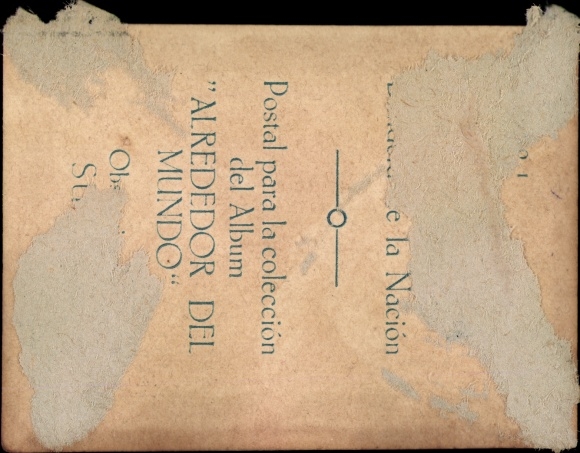 la Nación
Postal para la colección
del Album
”ALREDEDOR DEL
MUNDO“